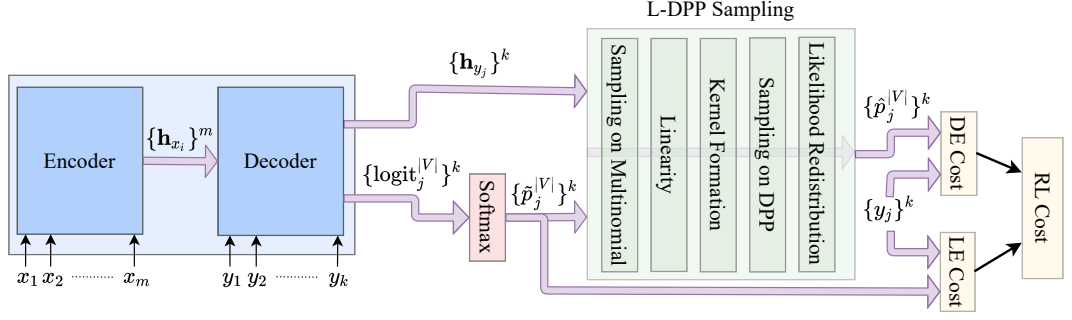 L-DPP Sampling
Encoder
{𝐡_{x_i}}^m
Decoder
{𝐡_{y_j}}^k
{logit_j^{|V|}}^k
Softmax
{p̃_j^{|V|}}^k
Sampling on Multinomial
Linearity
Kernel Formation
Sampling on DPP
Likelihood Redistribution
{p̂_j^{|V|}}^k
{y_j}^k
DE Cost
LE Cost
RL Cost
x_1 x_2 ........... x_m
y_1 y_2 ........... y_k